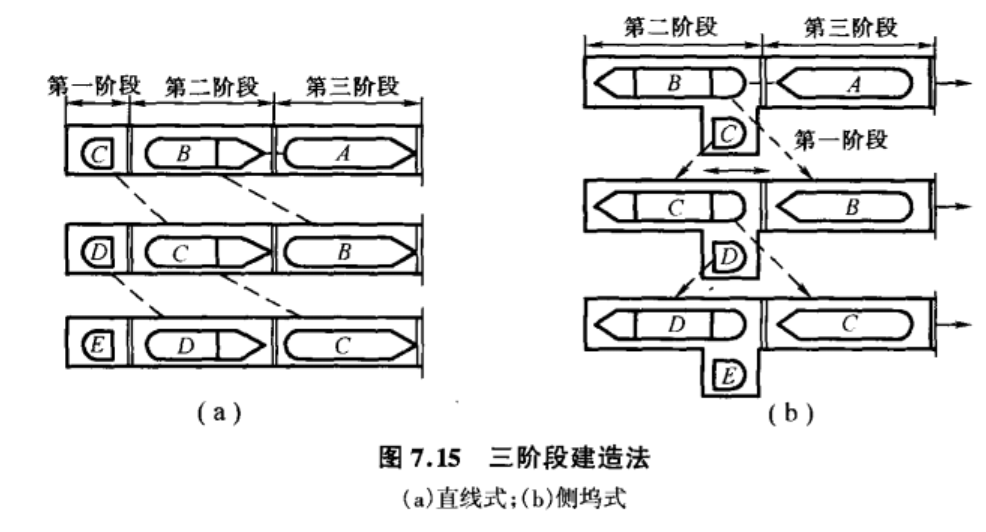 第一阶段 第二阶段 第三阶段
C B A
D C B
E D C
(a)
第二阶段 第三阶段
B A
C
第一阶段
C B
D
D C
E
(b)
图 7.15 三阶段建造法
(a)直线式;(b)侧坞式